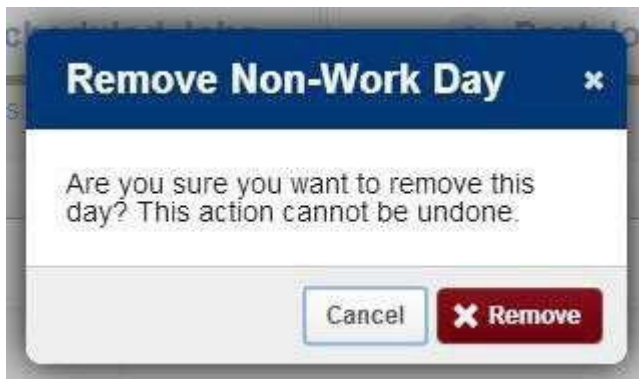 Remove Non-Work Day ×
Are you sure you want to remove this
day? This action cannot be undone.
Cancel ✖ Remove